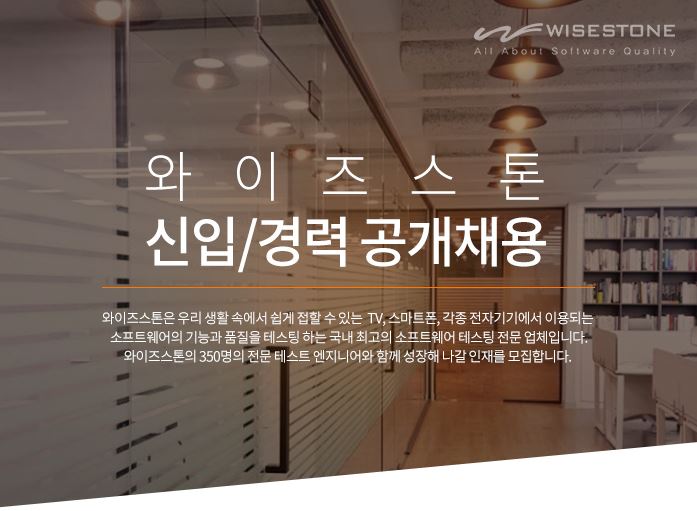 WISESTONE
All About Software Quality
와이즈스톤
신입/경력 공개채용
와이즈스톤은 우리 생활 속에서 쉽게 접할 수 있는 TV, 스마트폰, 각종 전자기기에서 이용되는
소프트웨어의 기능과 품질을 테스팅 하는 국내 최고의 소프트웨어 테스팅 전문 업체입니다.
와이즈스톤의 350명의 전문 테스트 엔지니어와 함께 성장해 나갈 인재를 모집합니다.